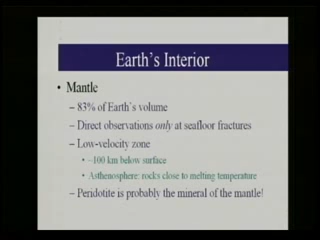 Earth's Interior
• Mantle
– 83% of Earth's volume
– Direct observations only at seafloor fractures
– Low-velocity zone
• ~100 km below surface
• Asthenosphere: rocks close to melting temperature
– Peridotite is probably the mineral of the mantle!